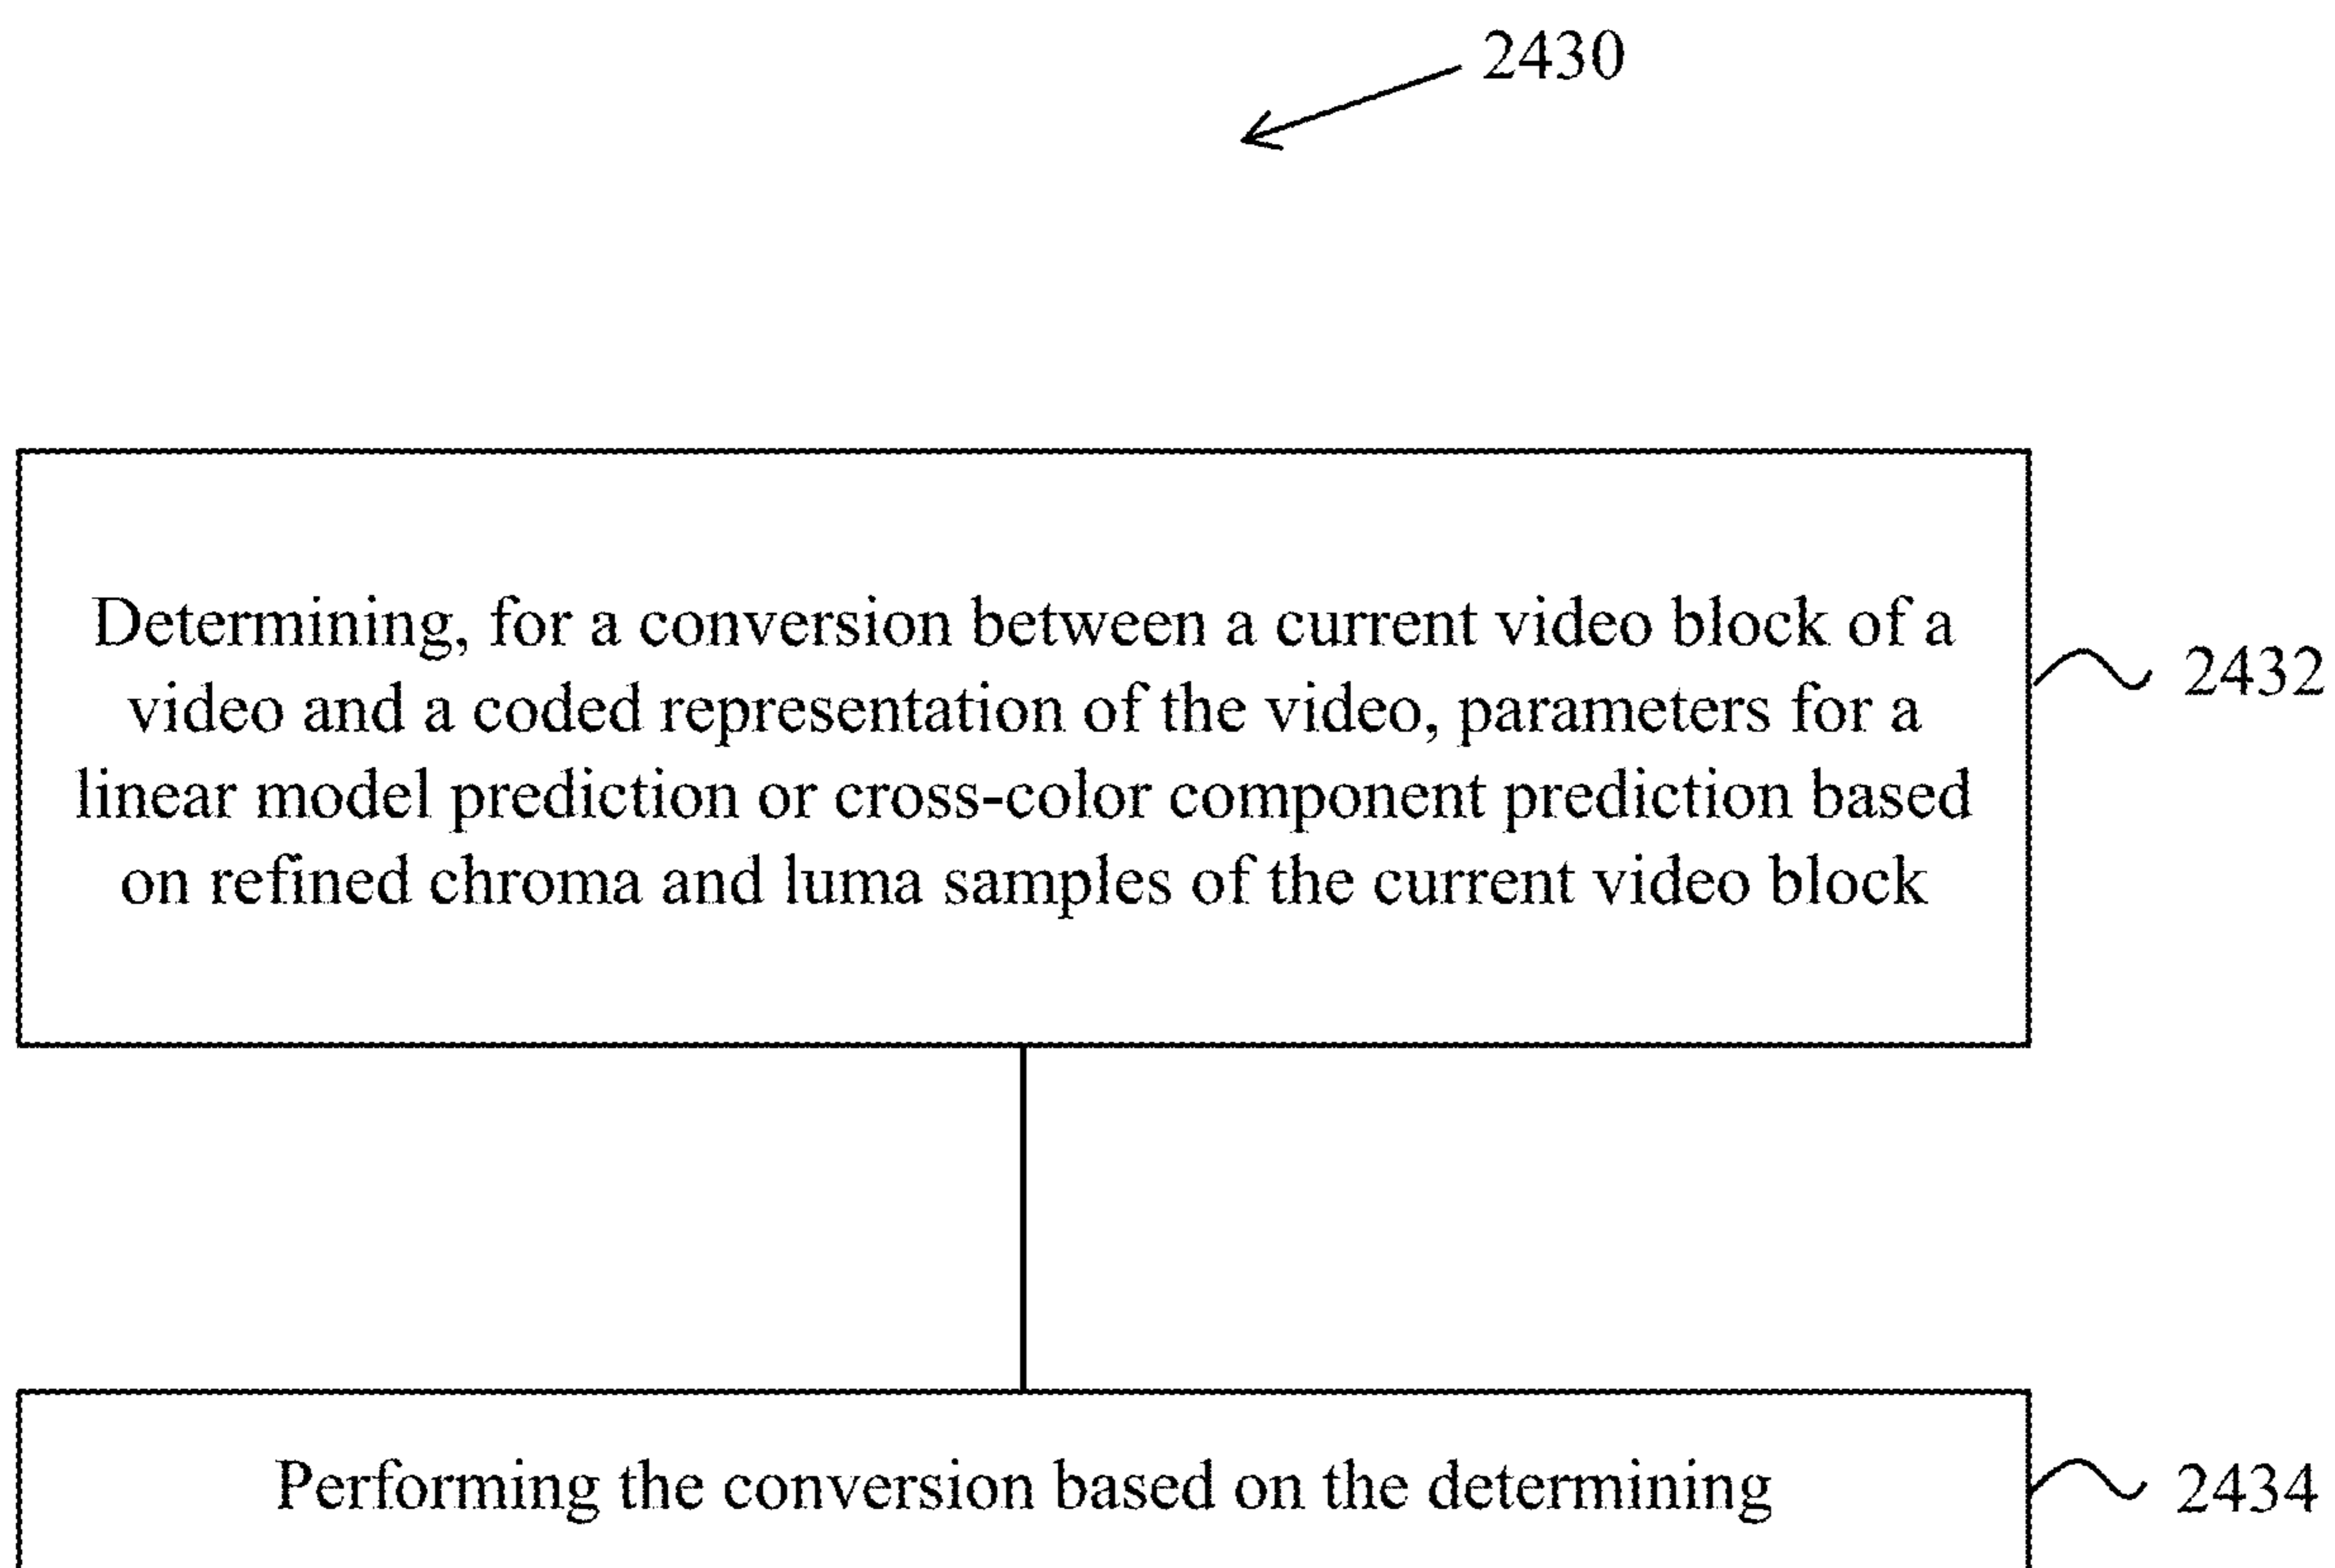 2430
Determining, for a conversion between a current video block of a
video and a coded representation of the video, parameters for a
linear model prediction or cross-color component prediction based
on refined chroma and luma samples of the current video block
2432
Performing the conversion based on the determining
2434